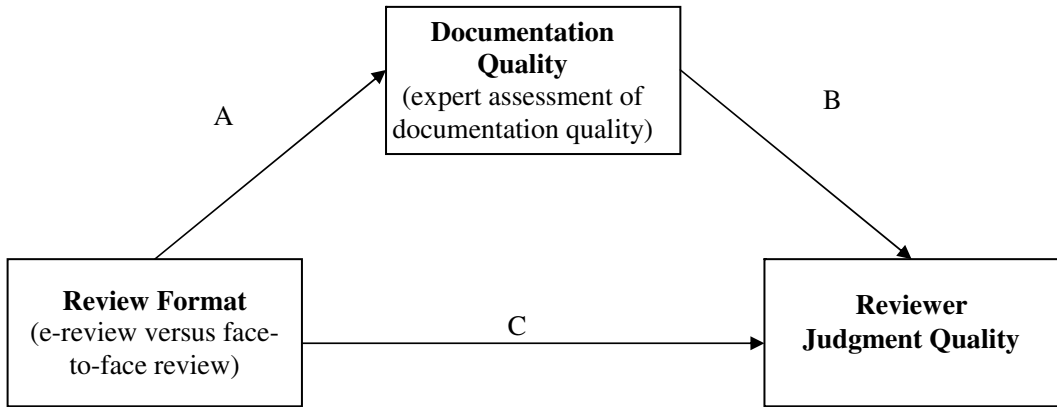 Documentation
Quality
(expert assessment of
documentation quality)
A
B
Review Format
(e-review versus face-
to-face review)
C
Reviewer
Judgment Quality